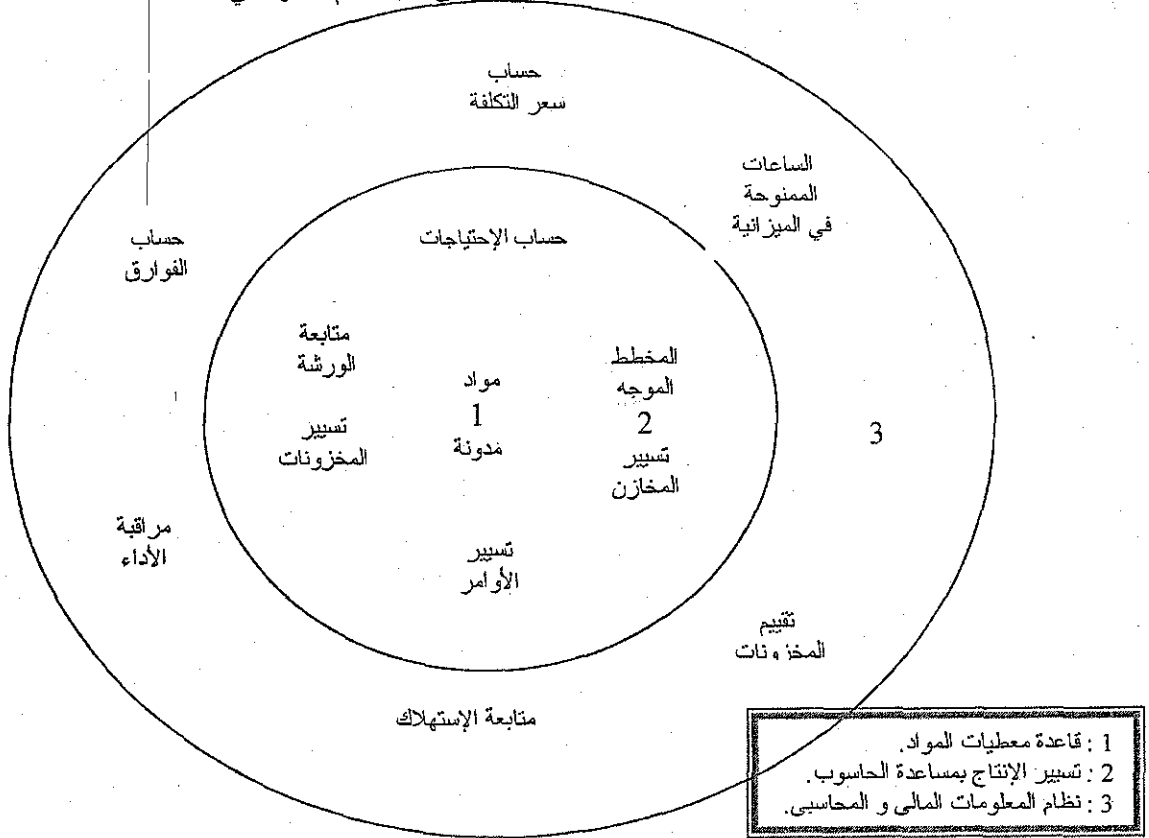 حساب
سعر التكلفة
الساعات
الممنوحة
في الميزانية
حساب
الفوارق
حساب الإحتياجات
متابعة
الورشة
المخطط
الموجه
مواد
1
مدونة
2
3
تسيير
المخزونات
تسيير
المخازن
مراقبة
الأداء
تسيير
الأوامر
تقييم
المخزونات
متابعة الإستهلاك
1 : قاعدة معطيات المواد.
2 : تسيير الإنتاج بمساعدة الحاسوب.
3 : نظام المعلومات المالي و المحاسبي.